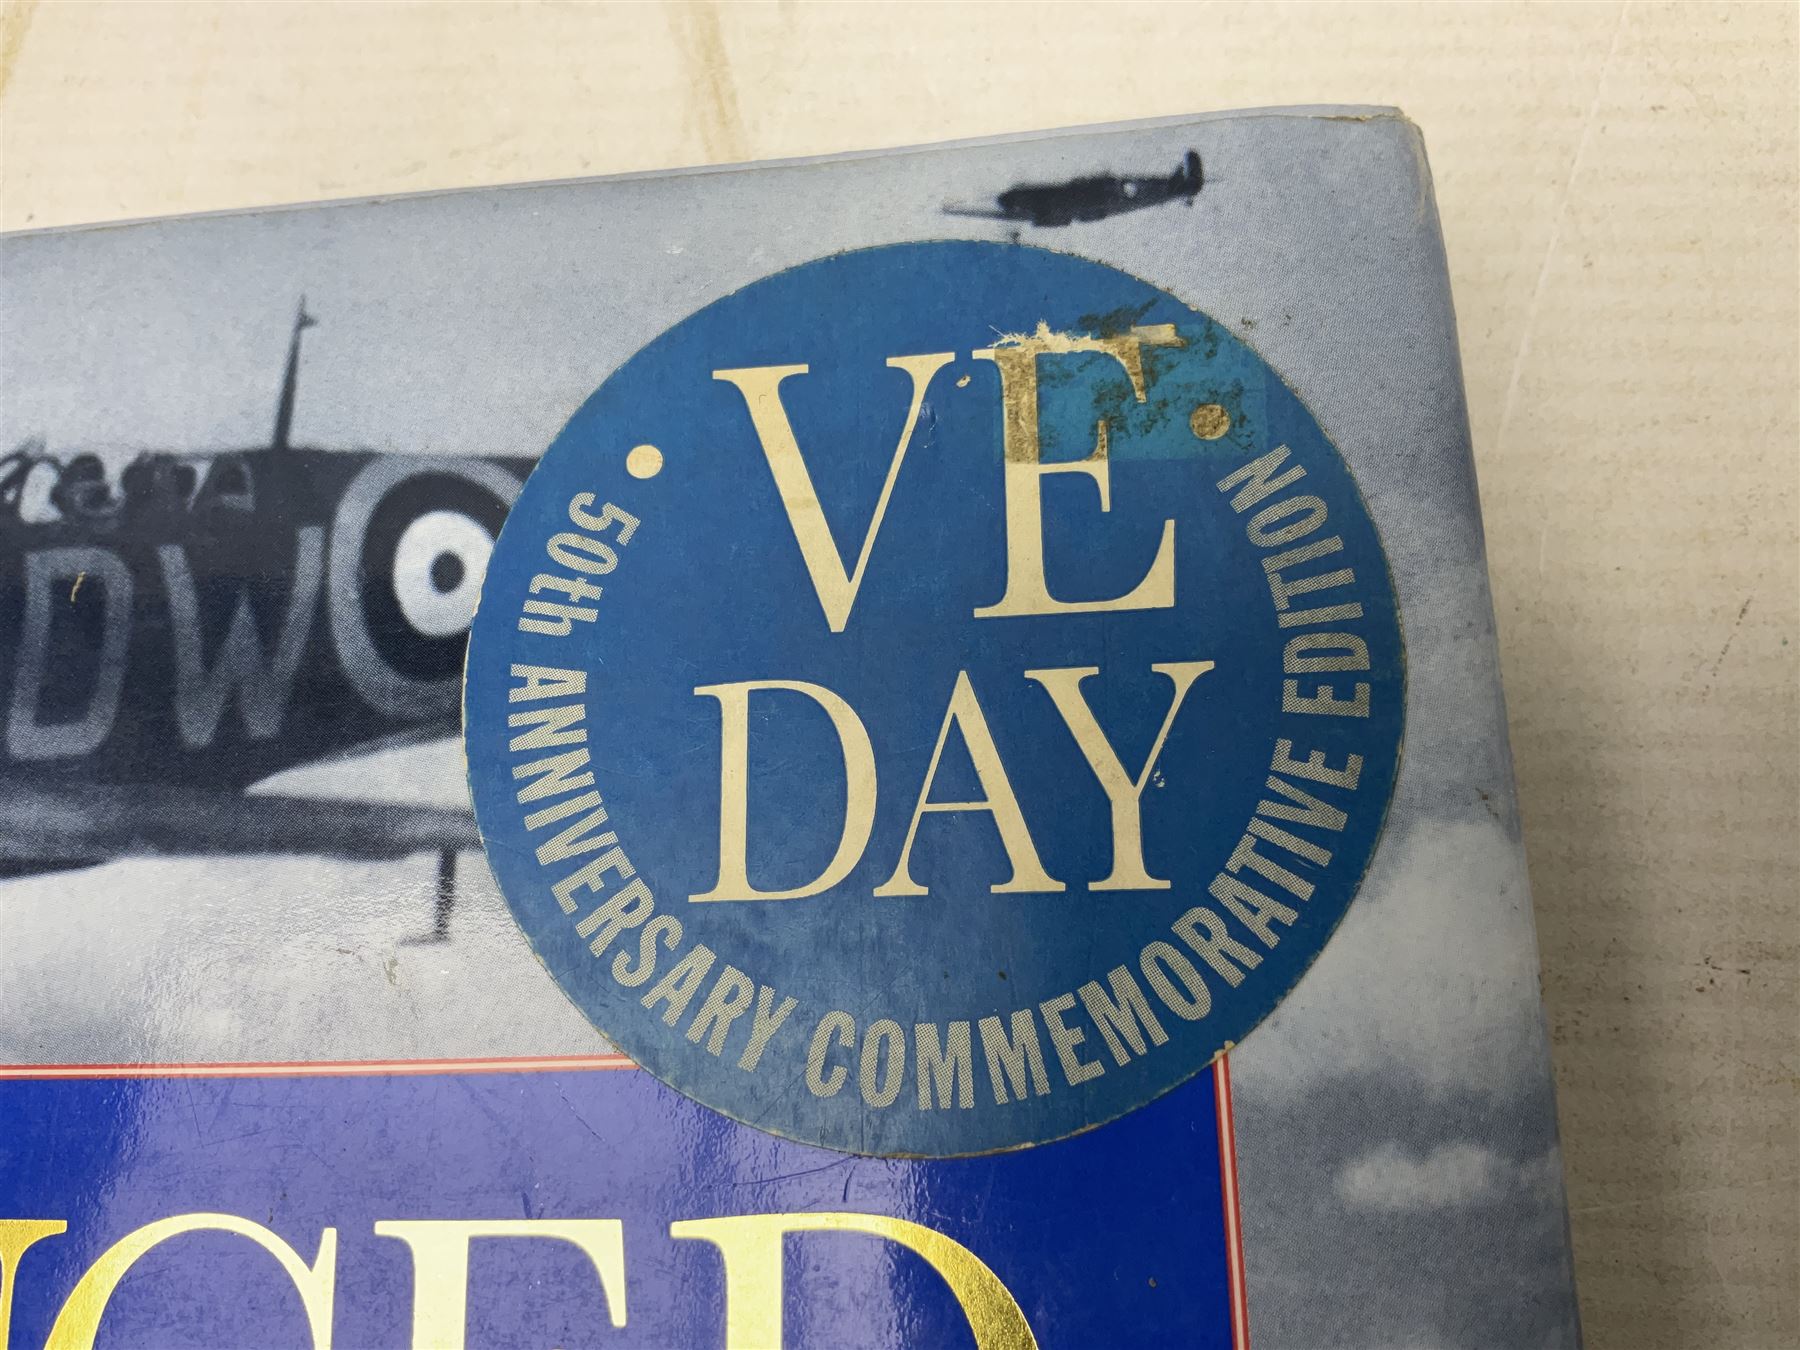 VE
DAY
• 50th ANNIVERSARY COMMEMORATIVE EDITION •
DW